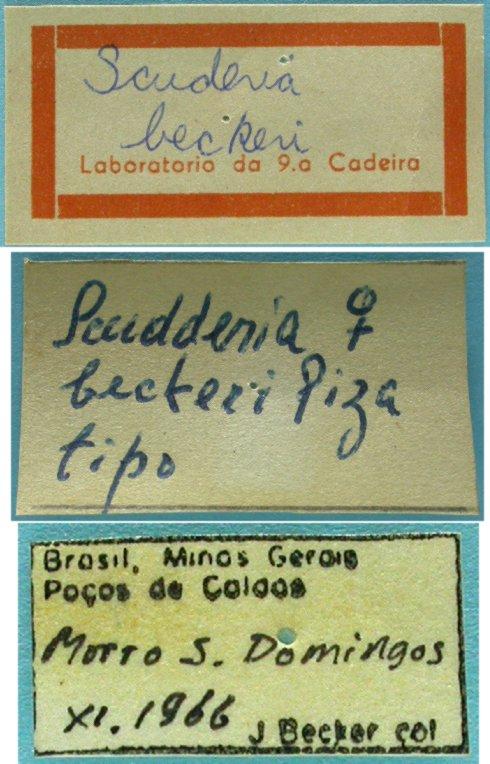 Scuderia
beckeri
Laboratorio da 9.a Cadeira
Scudderia ♀
beckeri Piza
tipo
Brasil, Minas Gerais
Poços de Caldas
Morro S. Domingos
XI. 1966 J Becker col